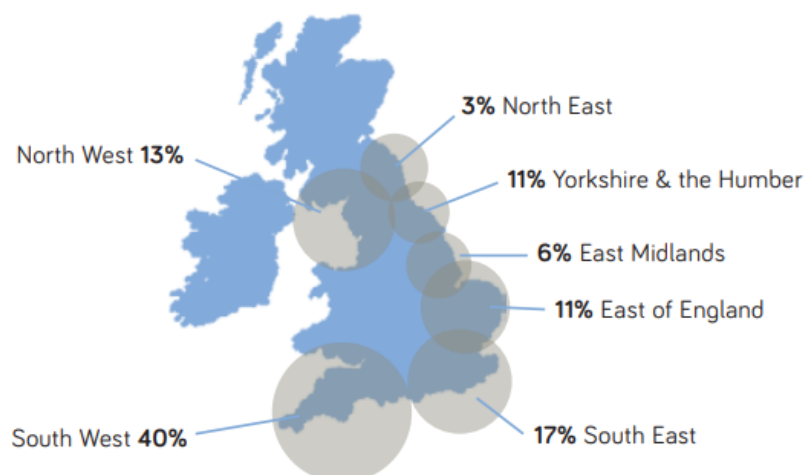 3% North East
North West 13%
11% Yorkshire & the Humber
6% East Midlands
11% East of England
South West 40%
17% South East